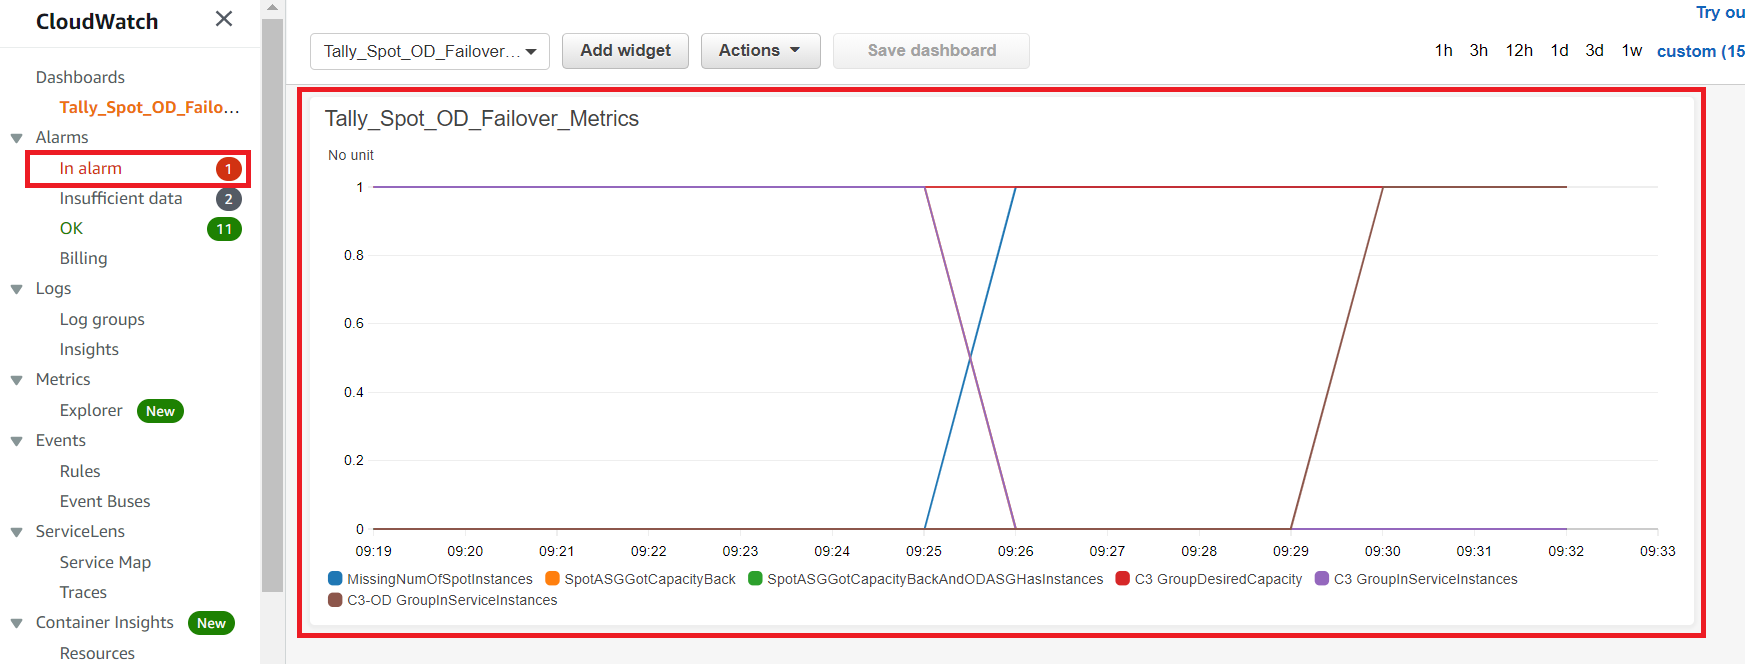 CloudWatch
Dashboards
Tally_Spot_OD_Failo...
Alarms
In alarm 1
Insufficient data 2
OK 11
Billing
Logs
Log groups
Insights
Metrics
Explorer New
Events
Rules
Event Buses
ServiceLens
Service Map
Traces
Container Insights New
Resources
Try ou
Tally_Spot_OD_Failover... Add widget Actions Save dashboard 1h 3h 12h 1d 3d 1w custom (15
Tally_Spot_OD_Failover_Metrics
No unit
1
0.8
0.6
0.4
0.2
0
09:19 09:20 09:21 09:22 09:23 09:24 09:25 09:26 09:27 09:28 09:29 09:30 09:31 09:32 09:33
MissingNumOfSpotInstances SpotASGGotCapacityBack SpotASGGotCapacityBackAndODASGHasInstances C3 GroupDesiredCapacity C3 GroupInServiceInstances
C3-OD GroupInServiceInstances